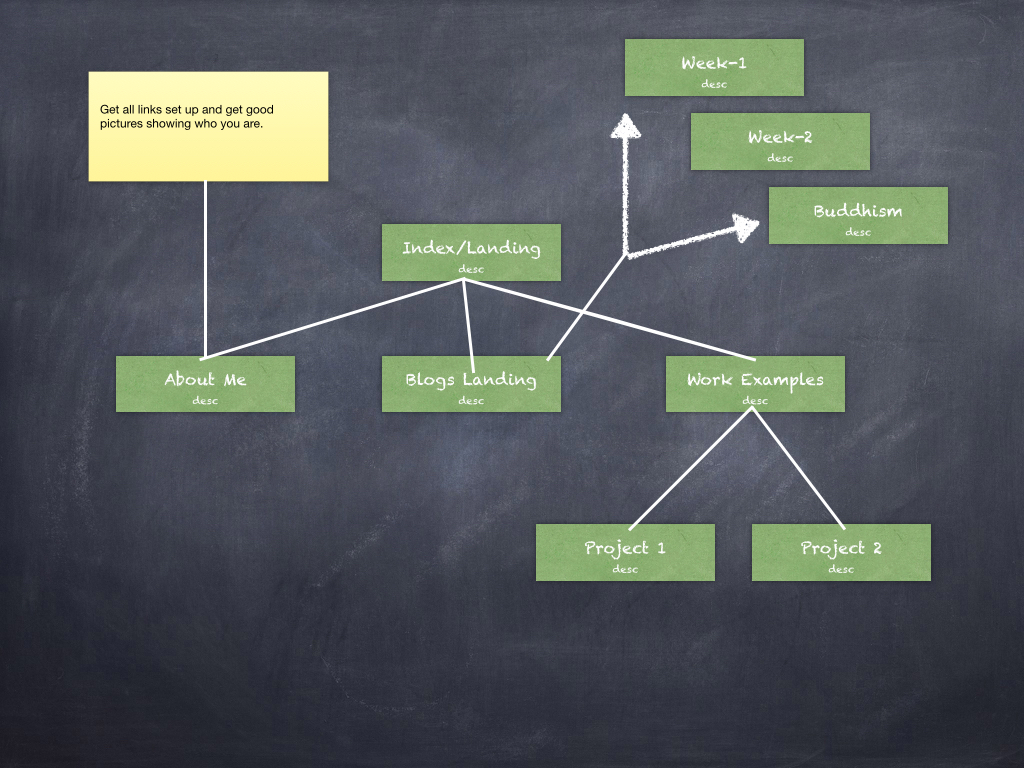 Week-1
desc
Get all links set up and get good
pictures showing who you are.
Week-2
desc
Buddhism
desc
Index/Landing
desc
About Me
desc
Blogs Landing
desc
Work Examples
desc
Project 1
desc
Project 2
desc